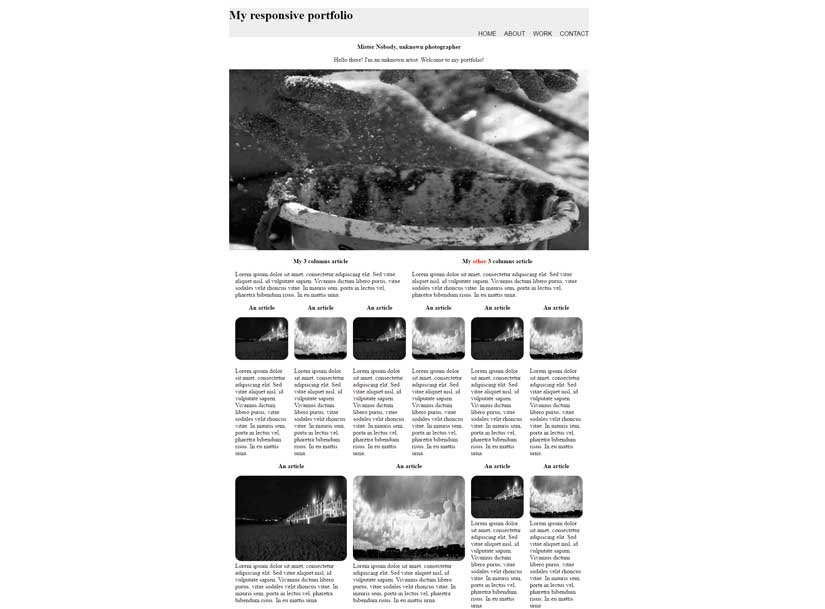 My responsive portfolio
HOME ABOUT WORK CONTACT
Mister Nobody, unknown photographer
Hello there! I'm an unknown artist. Welcome to my portfolio!
My 3 columns article
Lorem ipsum dolor sit amet, consectetur adipiscing elit. Sed vitae
aliquet nisl, id vulputate sapien. Vivamus dictum libero purus, vitae
sodales velit rhoncus vitae. In mauris sem, porta in lectus vel,
pharetra bibendum risus. In eu mattis urna.
My other 3 columns article
Lorem ipsum dolor sit amet, consectetur adipiscing elit. Sed vitae
aliquet nisl, id vulputate sapien. Vivamus dictum libero purus, vitae
sodales velit rhoncus vitae. In mauris sem, porta in lectus vel,
pharetra bibendum risus. In eu mattis urna.
An article
Lorem ipsum dolor
sit amet, consectetur
adipiscing elit. Sed
vitae aliquet nisl, id
vulputate sapien.
Vivamus dictum
libero purus, vitae
sodales velit rhoncus
vitae. In mauris sem,
porta in lectus vel,
pharetra bibendum
risus. In eu mattis
urna.
An article
Lorem ipsum dolor
sit amet, consectetur
adipiscing elit. Sed
vitae aliquet nisl, id
vulputate sapien.
Vivamus dictum
libero purus, vitae
sodales velit rhoncus
vitae. In mauris sem,
porta in lectus vel,
pharetra bibendum
risus. In eu mattis
urna.
An article
Lorem ipsum dolor
sit amet, consectetur
adipiscing elit. Sed
vitae aliquet nisl, id
vulputate sapien.
Vivamus dictum
libero purus, vitae
sodales velit rhoncus
vitae. In mauris sem,
porta in lectus vel,
pharetra bibendum
risus. In eu mattis
urna.
An article
Lorem ipsum dolor
sit amet, consectetur
adipiscing elit. Sed
vitae aliquet nisl, id
vulputate sapien.
Vivamus dictum
libero purus, vitae
sodales velit rhoncus
vitae. In mauris sem,
porta in lectus vel,
pharetra bibendum
risus. In eu mattis
urna.
An article
Lorem ipsum dolor
sit amet, consectetur
adipiscing elit. Sed
vitae aliquet nisl, id
vulputate sapien.
Vivamus dictum
libero purus, vitae
sodales velit rhoncus
vitae. In mauris sem,
porta in lectus vel,
pharetra bibendum
risus. In eu mattis
urna.
An article
Lorem ipsum dolor
sit amet, consectetur
adipiscing elit. Sed
vitae aliquet nisl, id
vulputate sapien.
Vivamus dictum
libero purus, vitae
sodales velit rhoncus
vitae. In mauris sem,
porta in lectus vel,
pharetra bibendum
risus. In eu mattis
urna.
An article
Lorem ipsum dolor sit amet, consectetur
adipiscing elit. Sed vitae aliquet nisl, id
vulputate sapien. Vivamus dictum libero
purus, vitae sodales velit rhoncus vitae. In
mauris sem, porta in lectus vel, pharetra
bibendum risus. In eu mattis urna.
An article
Lorem ipsum dolor sit amet, consectetur
adipiscing elit. Sed vitae aliquet nisl, id
vulputate sapien. Vivamus dictum libero
purus, vitae sodales velit rhoncus vitae. In
mauris sem, porta in lectus vel, pharetra
bibendum risus. In eu mattis urna.
An article
Lorem ipsum dolor
sit amet, consectetur
adipiscing elit. Sed
vitae aliquet nisl, id
vulputate sapien.
Vivamus dictum
libero purus, vitae
sodales velit rhoncus
vitae. In mauris sem,
porta in lectus vel,
pharetra bibendum
risus. In eu mattis
urna.
An article
Lorem ipsum dolor
sit amet, consectetur
adipiscing elit. Sed
vitae aliquet nisl, id
vulputate sapien.
Vivamus dictum
libero purus, vitae
sodales velit rhoncus
vitae. In mauris sem,
porta in lectus vel,
pharetra bibendum
risus. In eu mattis
urna.